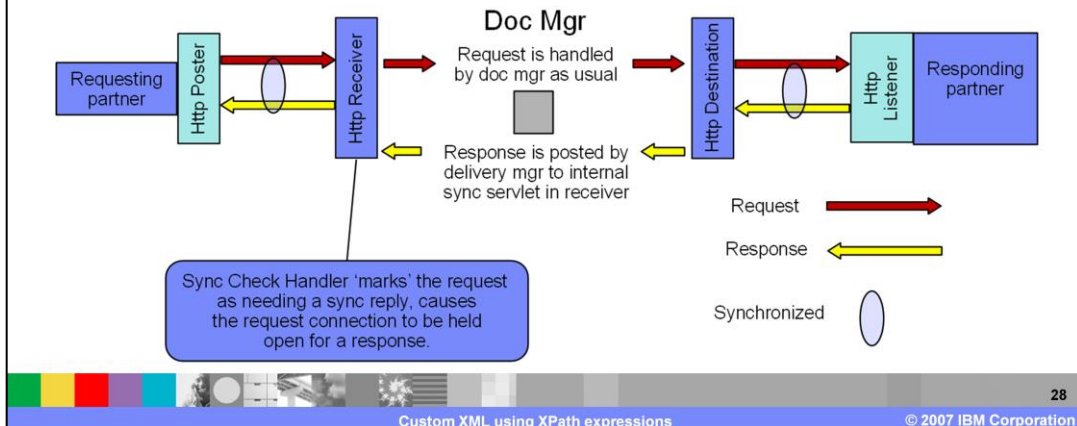 Doc Mgr
Requesting
partner
Http Poster
Http Receiver
Request is handled
by doc mgr as usual
Response is posted by
delivery mgr to internal
sync servlet in receiver
Http Destination
Http
Listener
Responding
partner
Request
Response
Synchronized
Sync Check Handler ‘marks’ the request
as needing a sync reply, causes
the request connection to be held
open for a response.
28
Custom XML using XPath expressions
© 2007 IBM Corporation